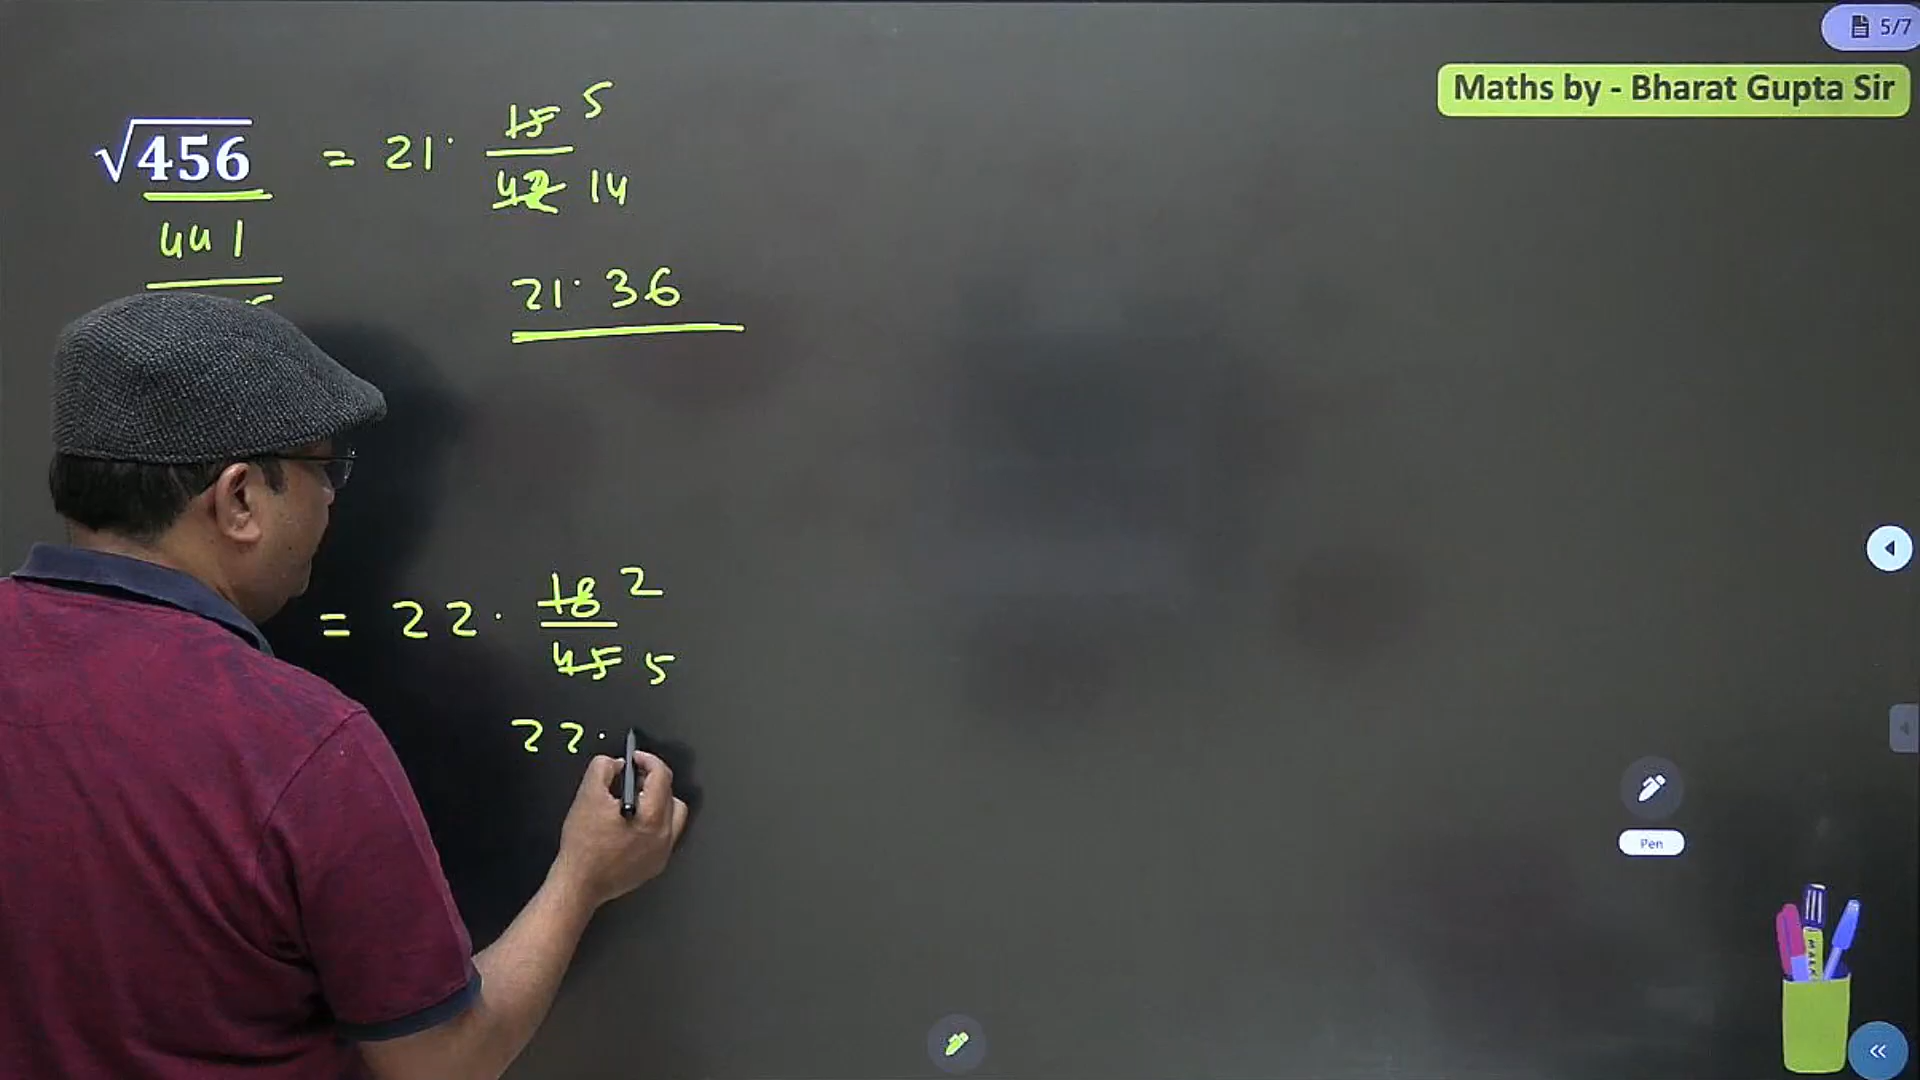 5/7
Maths by - Bharat Gupta Sir
√456 = 21· 15/42 5/14
441
21·36
= 22· 18/45 2/5
22·
Pen